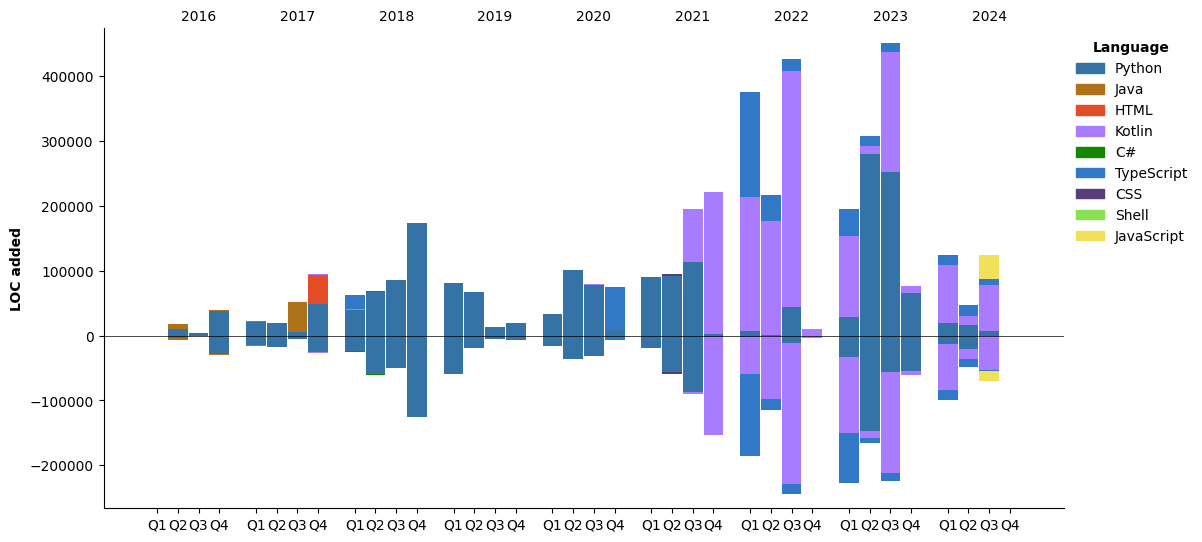 2016 2017 2018 2019 2020 2021 2022 2023 2024
LOC added
400000
300000
200000
100000
0
−100000
−200000
Q1 Q2 Q3 Q4 Q1 Q2 Q3 Q4 Q1 Q2 Q3 Q4 Q1 Q2 Q3 Q4 Q1 Q2 Q3 Q4 Q1 Q2 Q3 Q4 Q1 Q2 Q3 Q4 Q1 Q2 Q3 Q4 Q1 Q2 Q3 Q4
Language
Python
Java
HTML
Kotlin
C#
TypeScript
CSS
Shell
JavaScript